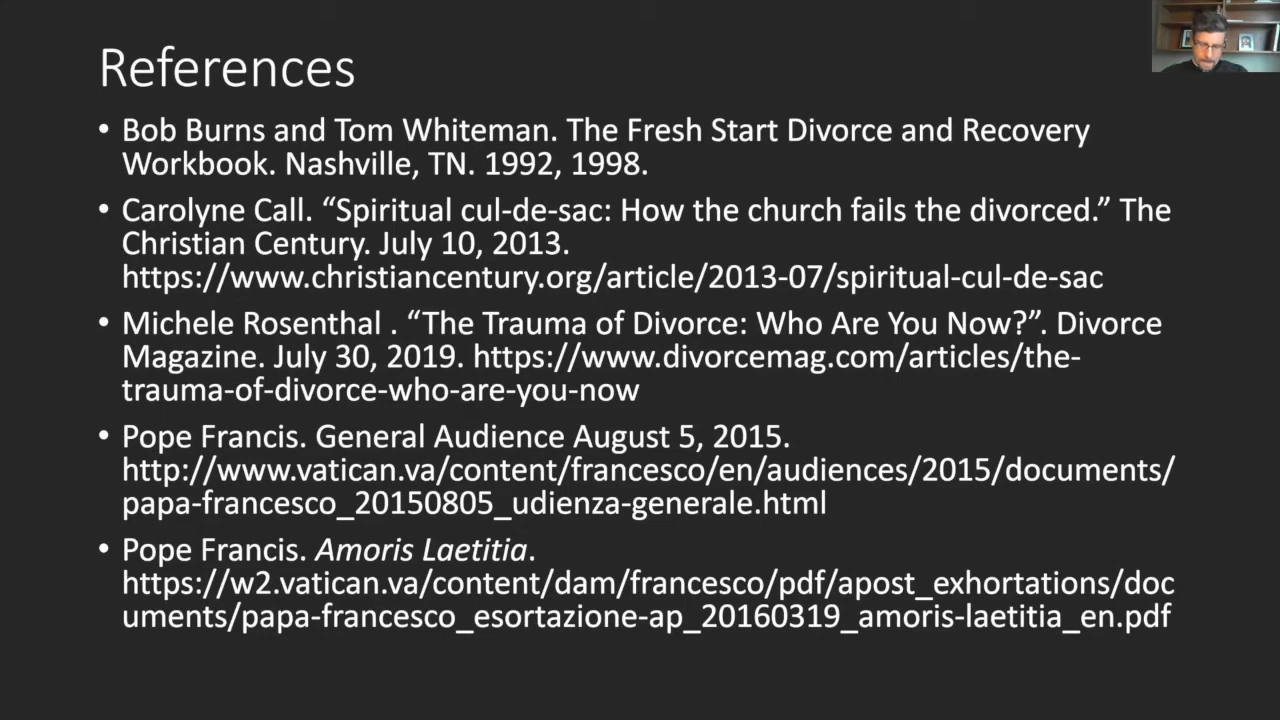 References
• Bob Burns and Tom Whiteman. The Fresh Start Divorce and Recovery
Workbook. Nashville, TN. 1992, 1998.
• Carolyne Call. “Spiritual cul-de-sac: How the church fails the divorced.” The
Christian Century. July 10, 2013.
https://www.christiancentury.org/article/2013-07/spiritual-cul-de-sac
• Michele Rosenthal . “The Trauma of Divorce: Who Are You Now?”. Divorce
Magazine. July 30, 2019. https://www.divorcemag.com/articles/the-
trauma-of-divorce-who-are-you-now
• Pope Francis. General Audience August 5, 2015.
http://www.vatican.va/content/francesco/en/audiences/2015/documents/
papa-francesco_20150805_udienza-generale.html
• Pope Francis. Amoris Laetitia.
https://w2.vatican.va/content/dam/francesco/pdf/apost_exhortations/doc
uments/papa-francesco_esortazione-ap_20160319_amoris-laetitia_en.pdf